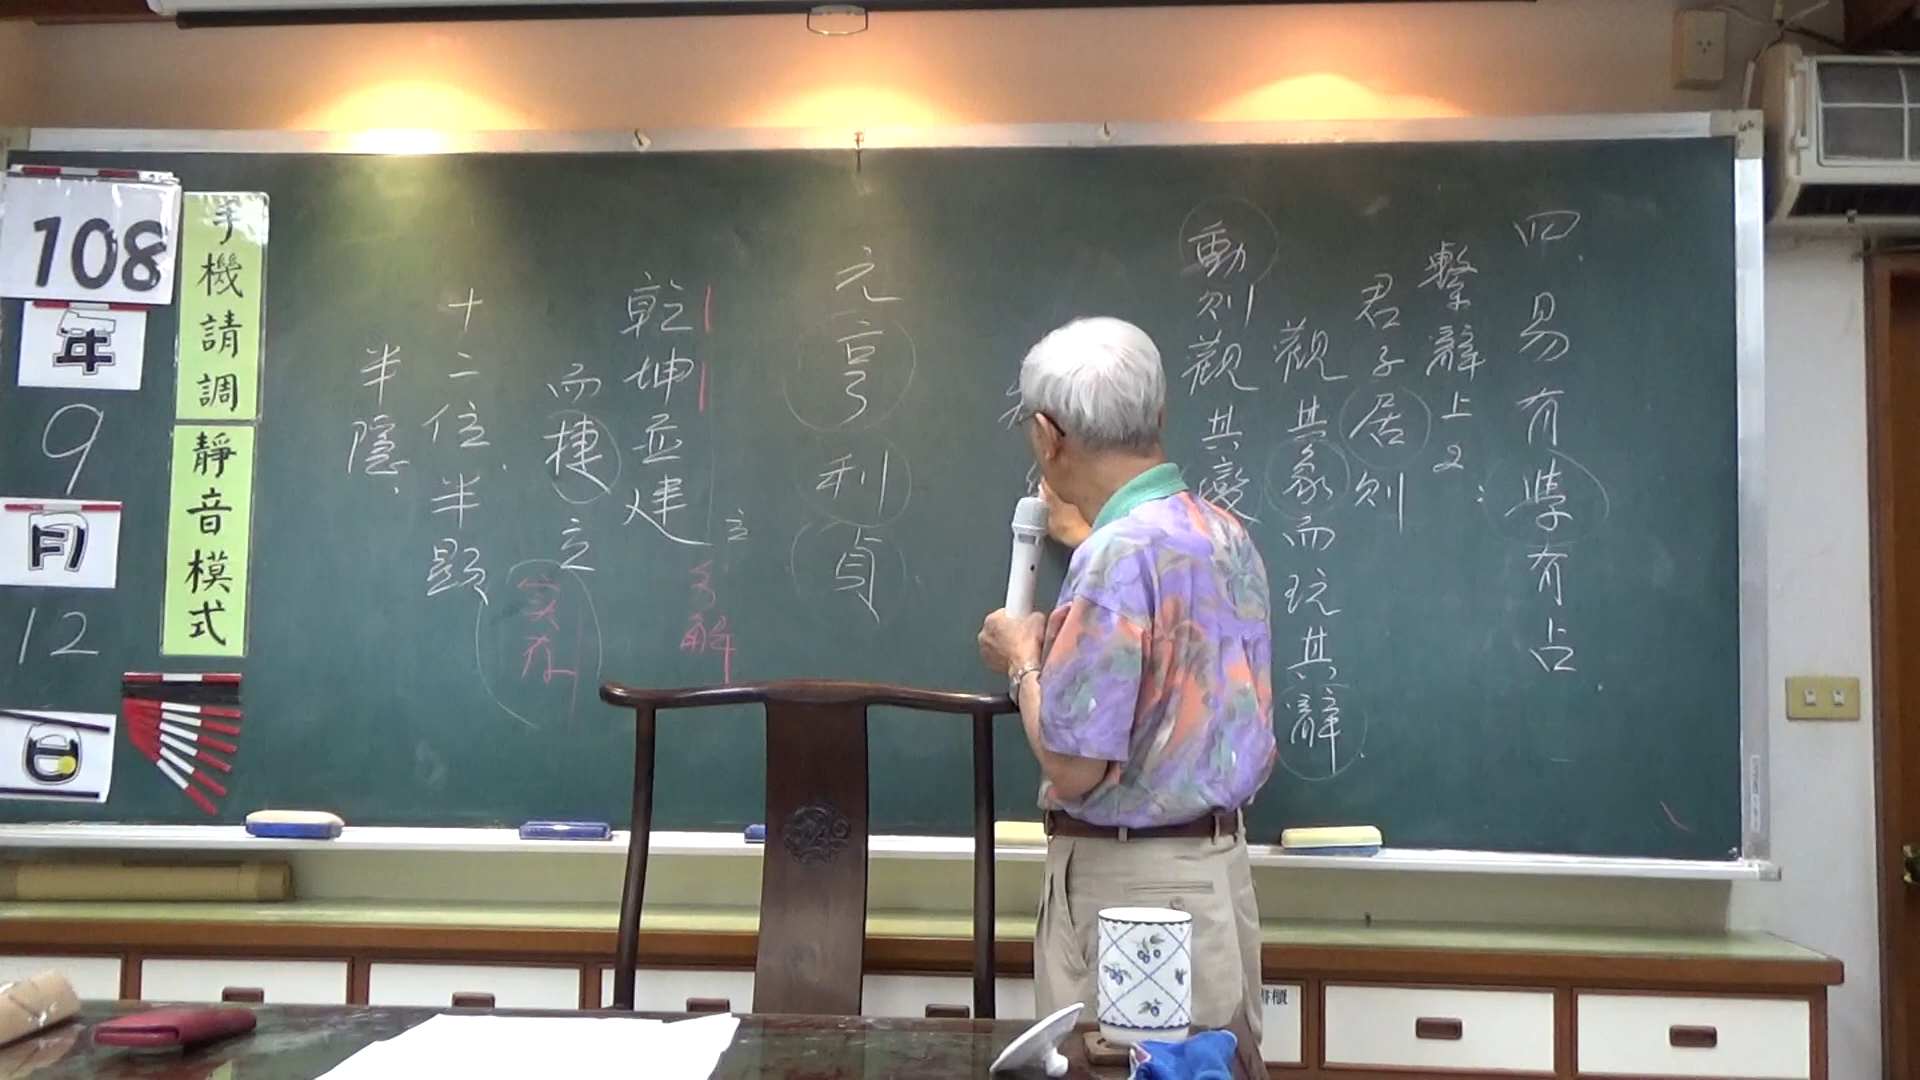 四、易有學有占
繫辭上2:
君子居則
觀其象而玩其辭
動則觀其變
元亨利貞
乾坤並建
而捷立
十二位半顯
半隱
分解
實存
手機請調
靜音模式
108
年
9
月
12
日